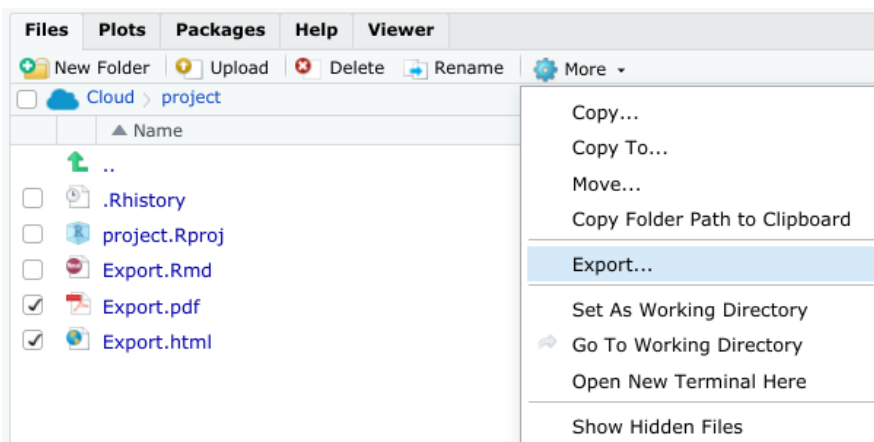 Files Plots Packages Help Viewer
New Folder Upload Delete Rename More
Cloud project
Name
..
.Rhistory
project.Rproj
Export.Rmd
Export.pdf
Export.html
Copy...
Copy To...
Move...
Copy Folder Path to Clipboard
Export...
Set As Working Directory
Go To Working Directory
Open New Terminal Here
Show Hidden Files